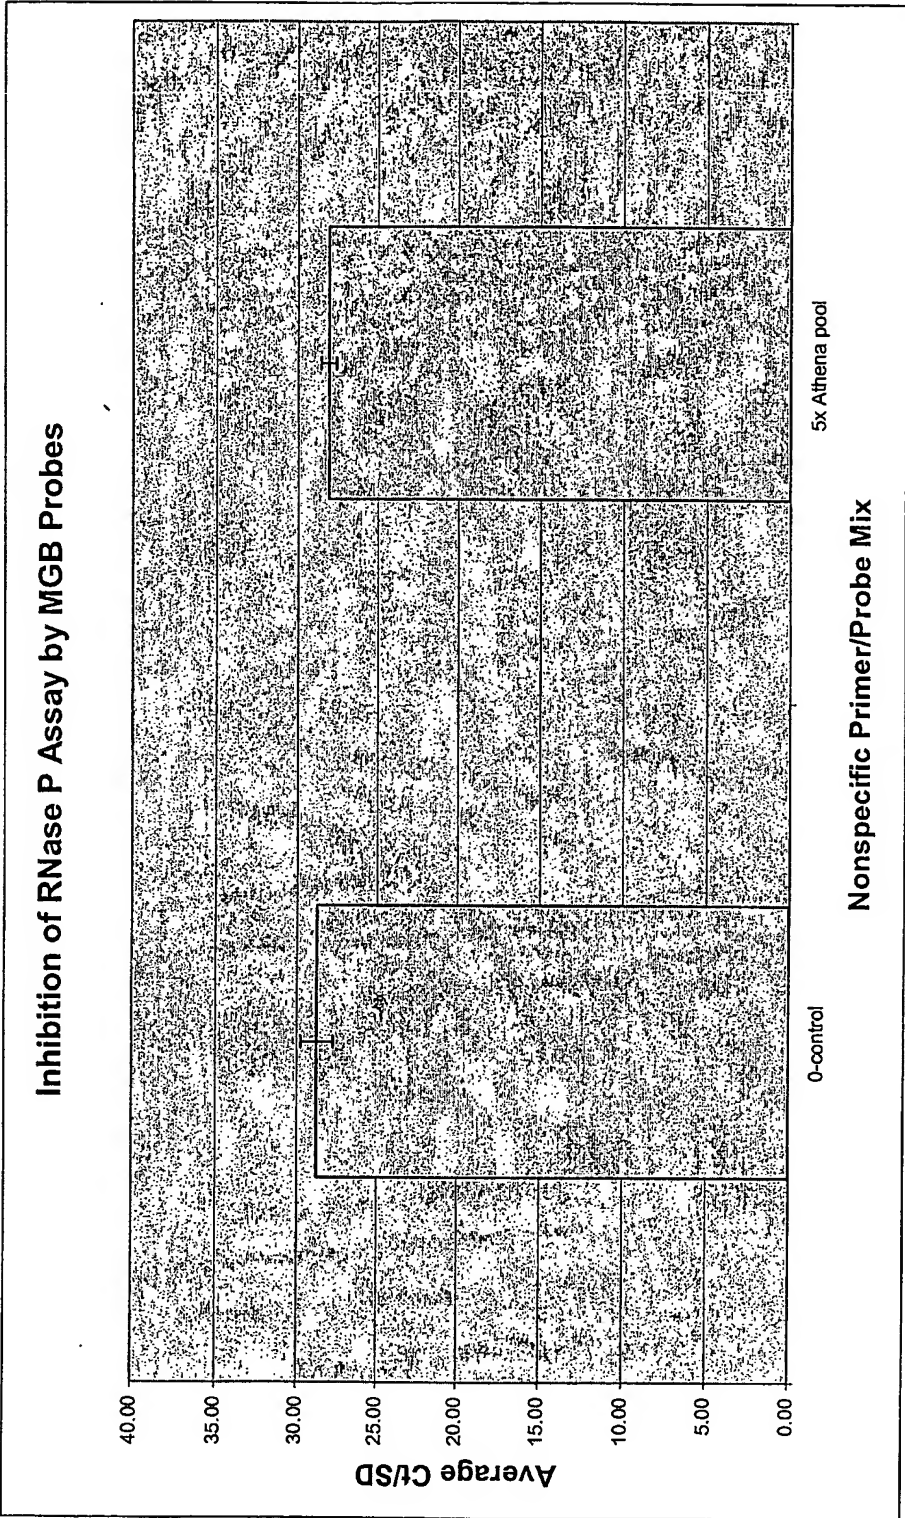 Inhibition of RNase P Assay by MGB Probes
Average Ct/SD
40.00
35.00
30.00
25.00
20.00
15.00
10.00
5.00
0.00
0-control
5x Athena pool
Nonspecific Primer/Probe Mix